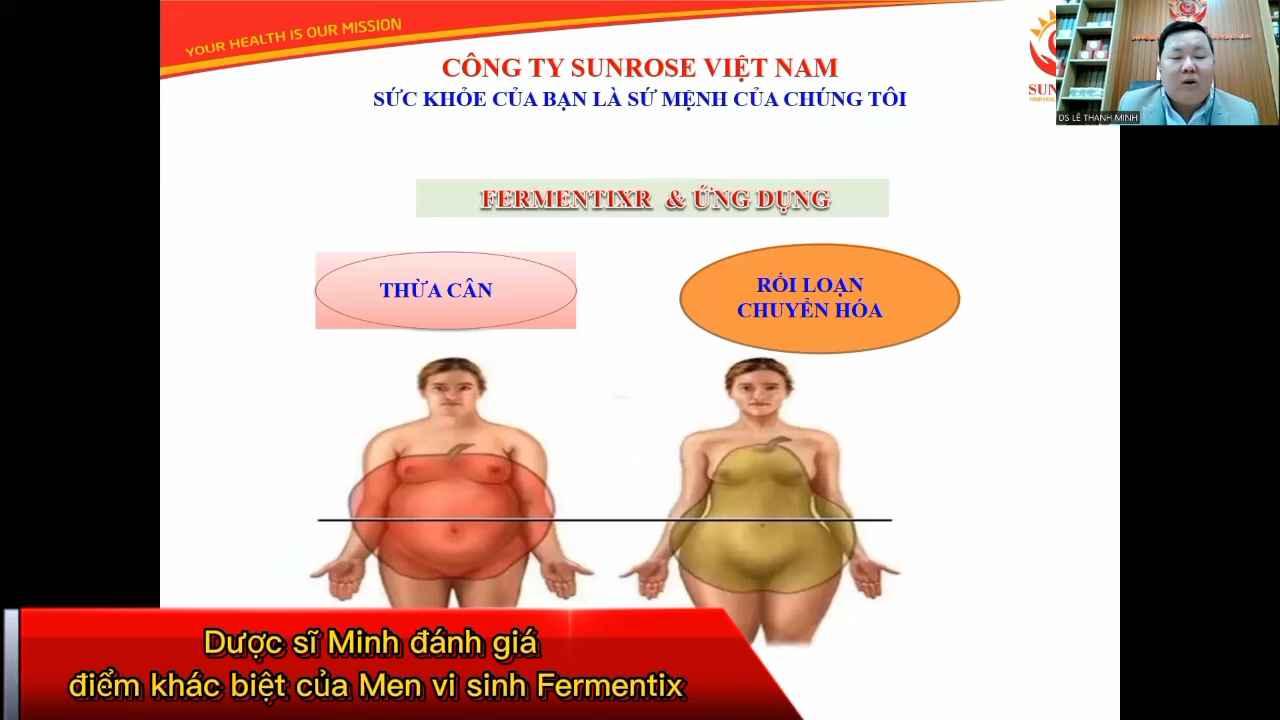 YOUR HEALTH IS OUR MISSION
CÔNG TY SUNROSE VIỆT NAM
SỨC KHỎE CỦA BẠN LÀ SỨ MỆNH CỦA CHÚNG TÔI
DS LÊ THANH MINH
FERMENTIXR & ỨNG DỤNG
THỪA CÂN
RỐI LOẠN
CHUYỂN HÓA
Dược sĩ Minh đánh giá
điểm khác biệt của Men vi sinh Fermentix